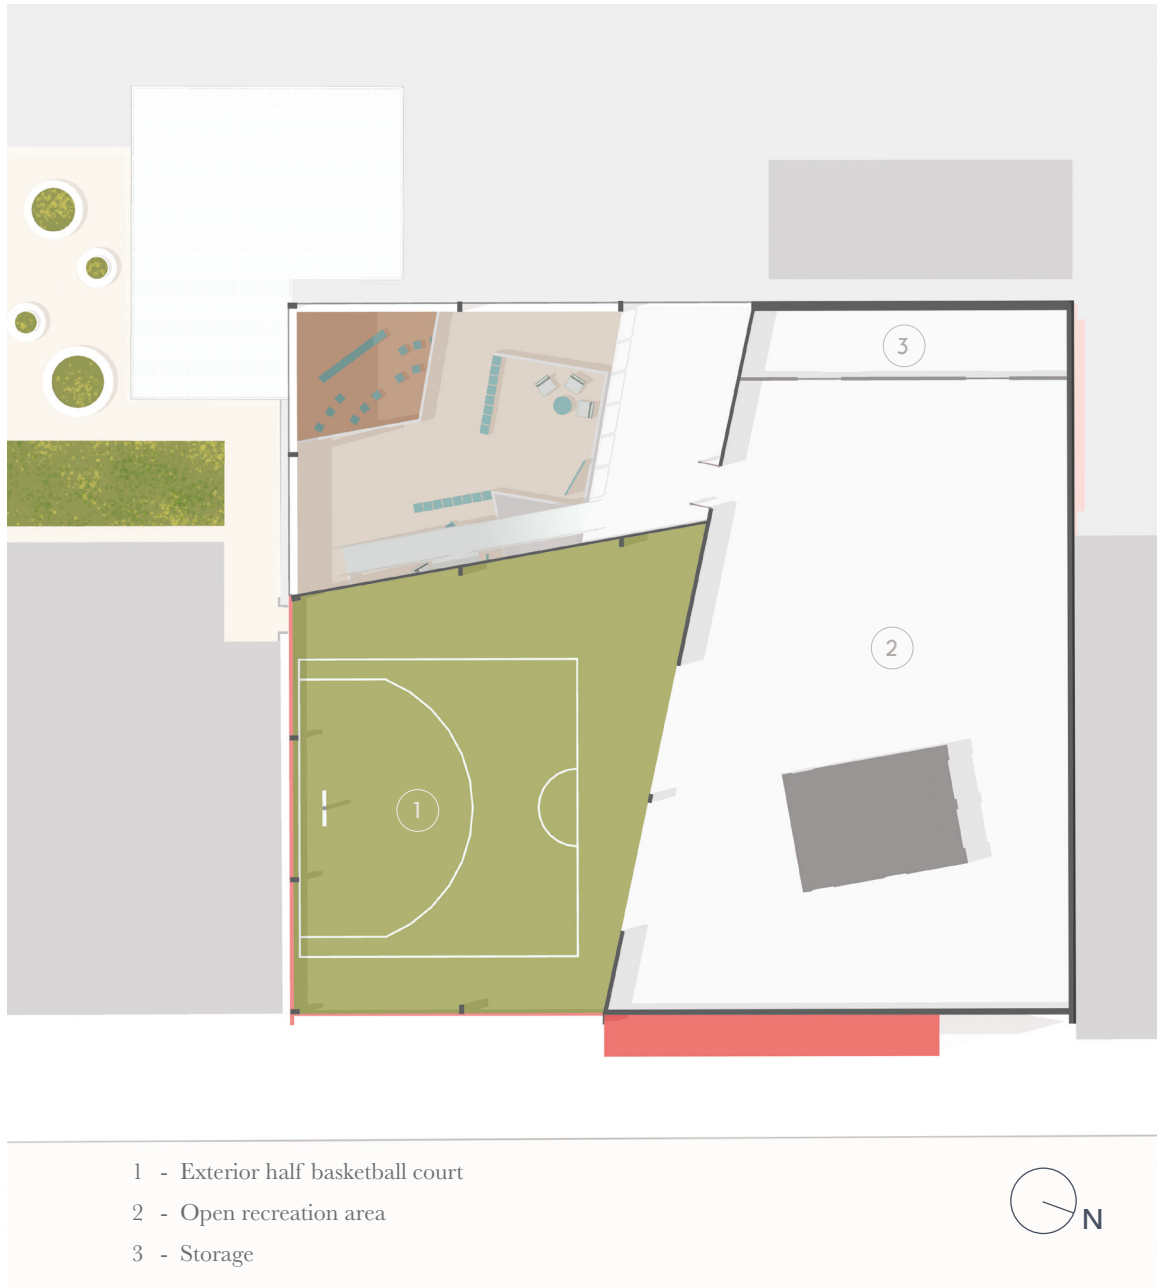 3
2
1
1 - Exterior half basketball court
2 - Open recreation area
3 - Storage
N